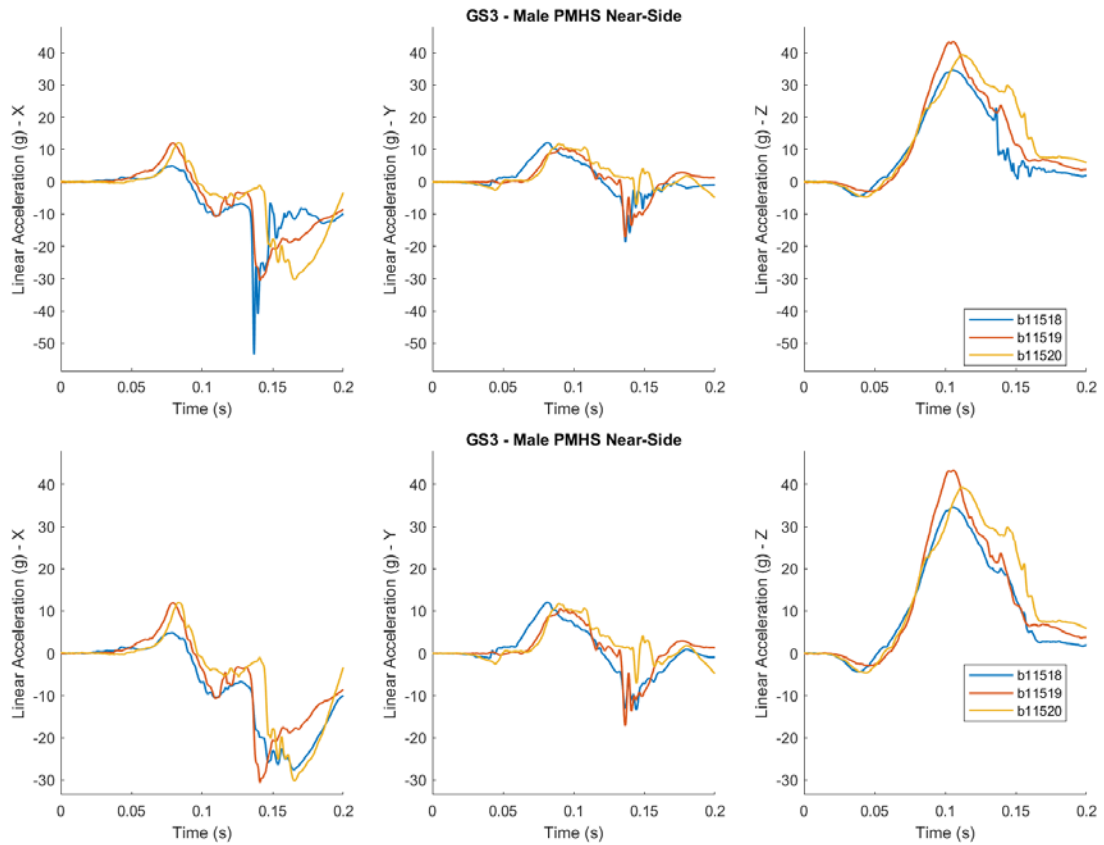 GS3 - Male PMHS Near-Side
Linear Acceleration (g) - X
40
30
20
10
0
-10
-20
-30
-40
-50
0 0.05 0.1 0.15 0.2
Time (s)
Linear Acceleration (g) - Y
40
30
20
10
0
-10
-20
-30
-40
-50
0 0.05 0.1 0.15 0.2
Time (s)
Linear Acceleration (g) - Z
40
30
20
10
0
-10
-20
-30
-40
-50
0 0.05 0.1 0.15 0.2
Time (s)
b11518
b11519
b11520
GS3 - Male PMHS Near-Side
Linear Acceleration (g) - X
40
30
20
10
0
-10
-20
-30
0 0.05 0.1 0.15 0.2
Time (s)
Linear Acceleration (g) - Y
40
30
20
10
0
-10
-20
-30
0 0.05 0.1 0.15 0.2
Time (s)
Linear Acceleration (g) - Z
40
30
20
10
0
-10
-20
-30
0 0.05 0.1 0.15 0.2
Time (s)
b11518
b11519
b11520